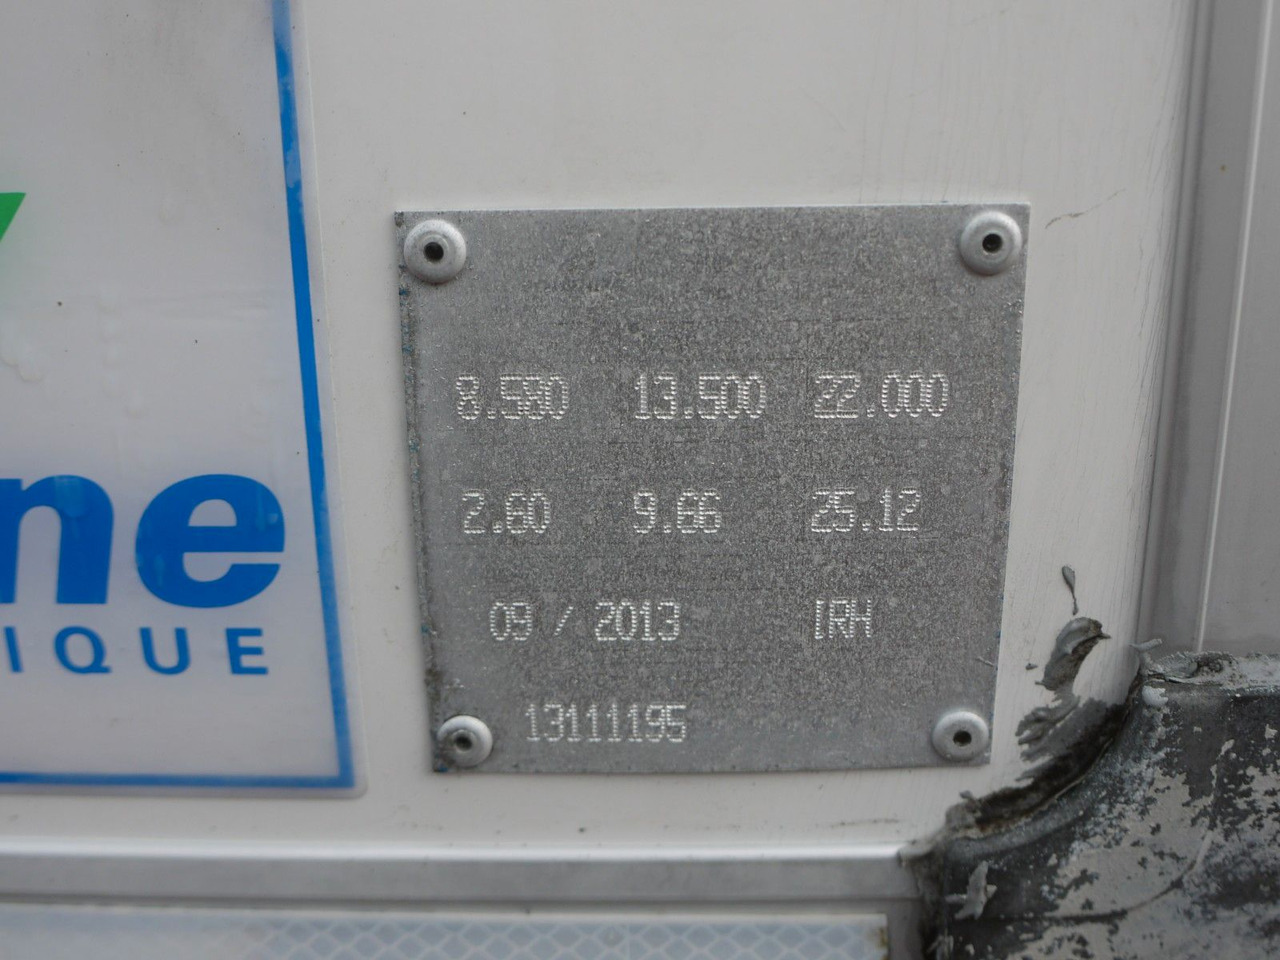 8.580 13.500 22.000
2.60 9.66 25.12
09 / 2013 IRH
13111195
ne
IQUE